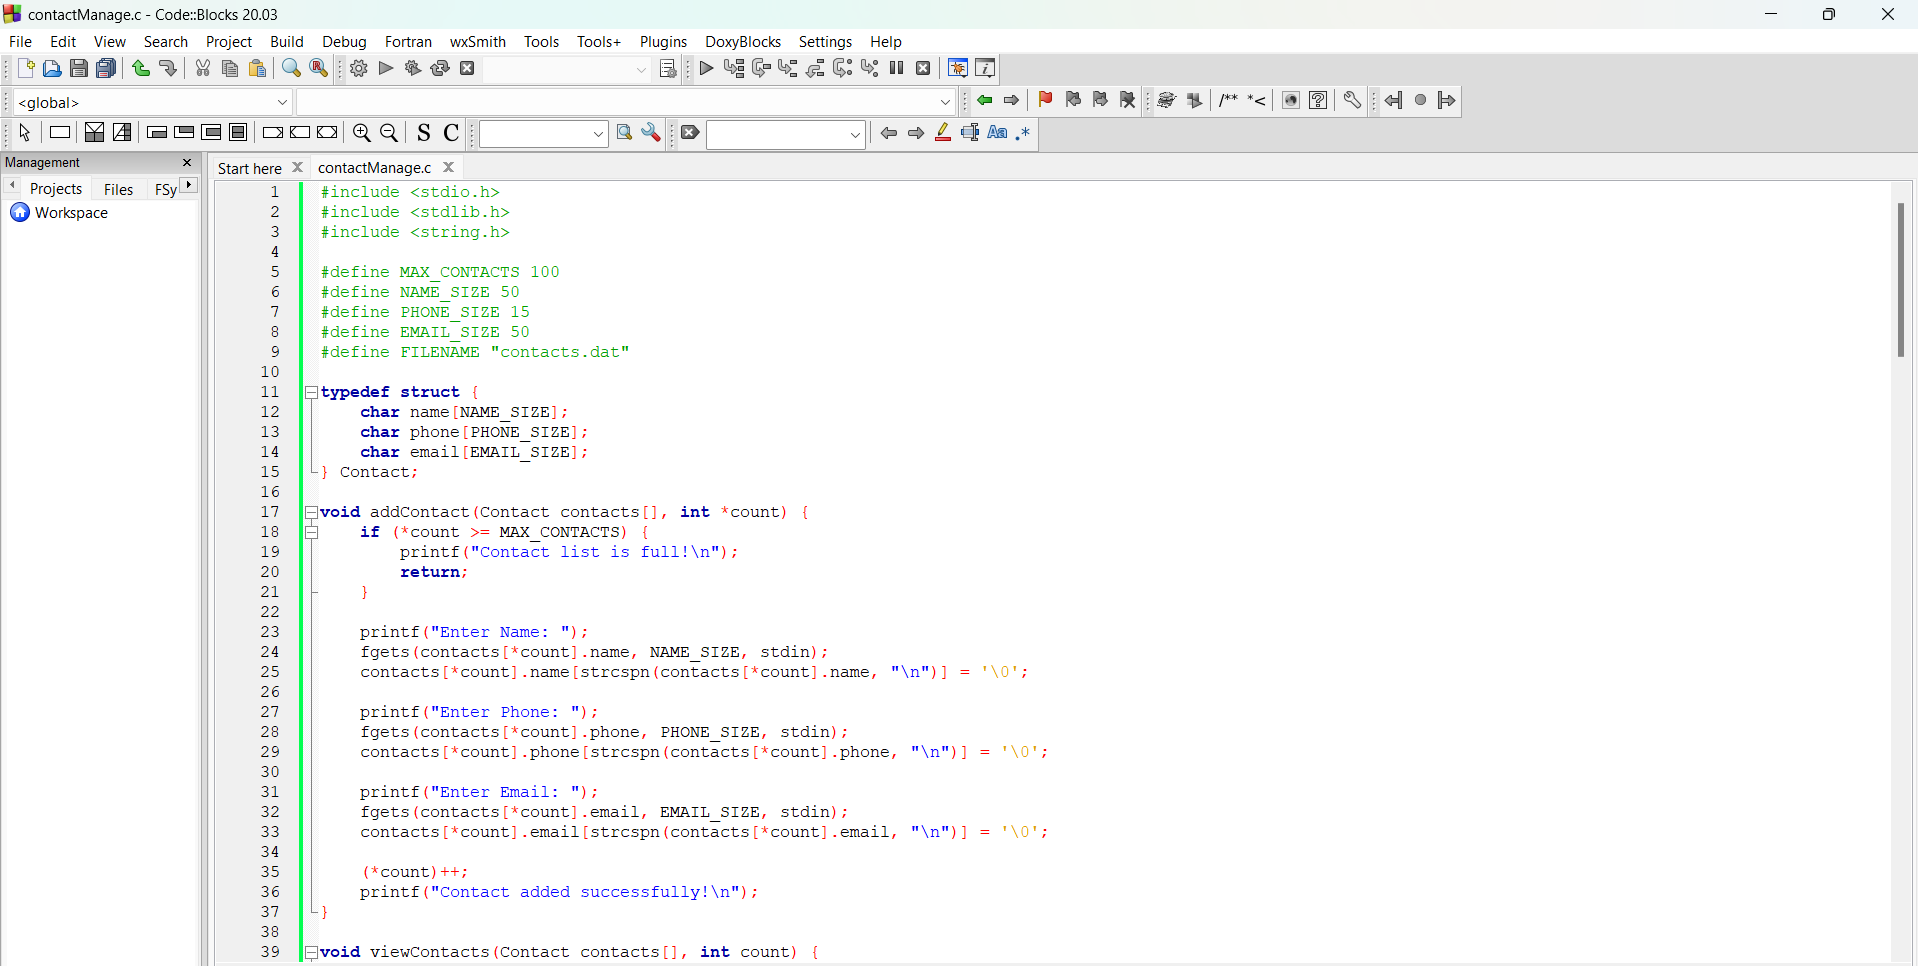 contactManage.c - Code::Blocks 20.03
File Edit View Search Project Build Debug Fortran wxSmith Tools Tools+ Plugins DoxyBlocks Settings Help
<global>
/** *<
S C
Aa .*
Management
Start here contactManage.c
Projects Files FSy
Workspace
1 #include <stdio.h>
2 #include <stdlib.h>
3 #include <string.h>
4
5 #define MAX_CONTACTS 100
6 #define NAME_SIZE 50
7 #define PHONE_SIZE 15
8 #define EMAIL_SIZE 50
9 #define FILENAME "contacts.dat"
10
11 typedef struct {
12     char name[NAME_SIZE];
13     char phone[PHONE_SIZE];
14     char email[EMAIL_SIZE];
15 } Contact;
16
17 void addContact(Contact contacts[], int *count) {
18     if (*count >= MAX_CONTACTS) {
19         printf("Contact list is full!\n");
20         return;
21     }
22
23     printf("Enter Name: ");
24     fgets(contacts[*count].name, NAME_SIZE, stdin);
25     contacts[*count].name[strcspn(contacts[*count].name, "\n")] = '\0';
26
27     printf("Enter Phone: ");
28     fgets(contacts[*count].phone, PHONE_SIZE, stdin);
29     contacts[*count].phone[strcspn(contacts[*count].phone, "\n")] = '\0';
30
31     printf("Enter Email: ");
32     fgets(contacts[*count].email, EMAIL_SIZE, stdin);
33     contacts[*count].email[strcspn(contacts[*count].email, "\n")] = '\0';
34
35     (*count)++;
36     printf("Contact added successfully!\n");
37 }
38
39 void viewContacts(Contact contacts[], int count) {